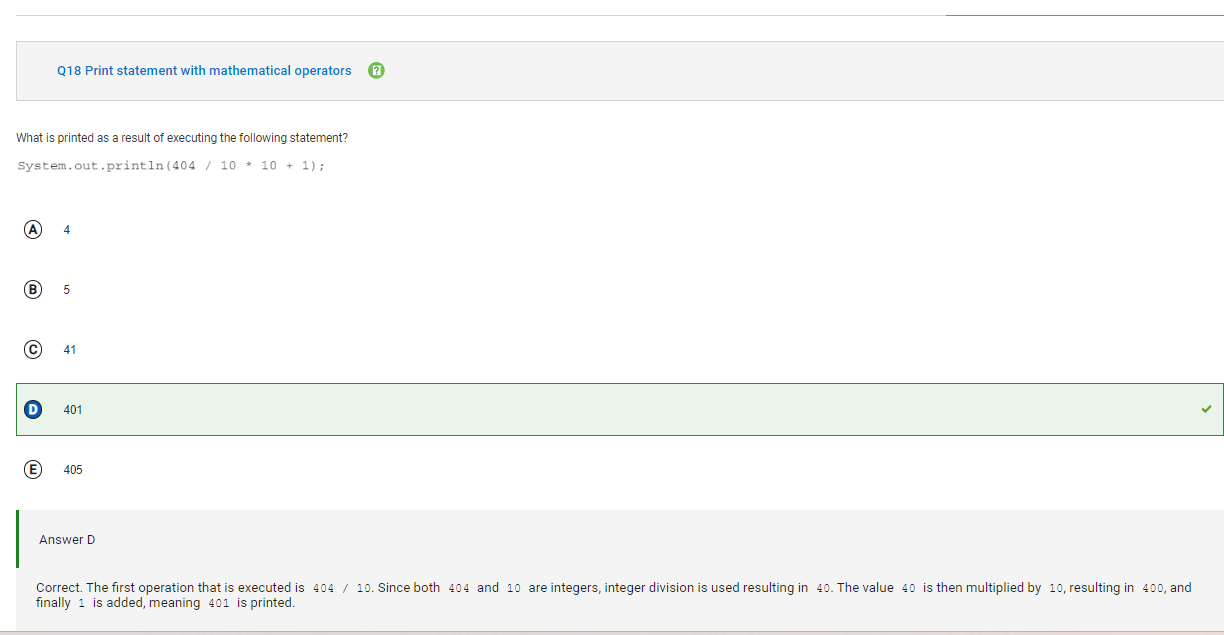 Q18 Print statement with mathematical operators ?
What is printed as a result of executing the following statement?
System.out.println(404 / 10 * 10 + 1);
A 4
B 5
C 41
D 401
E 405
Answer D
Correct. The first operation that is executed is 404 / 10. Since both 404 and 10 are integers, integer division is used resulting in 40. The value 40 is then multiplied by 10, resulting in 400, and
finally 1 is added, meaning 401 is printed.